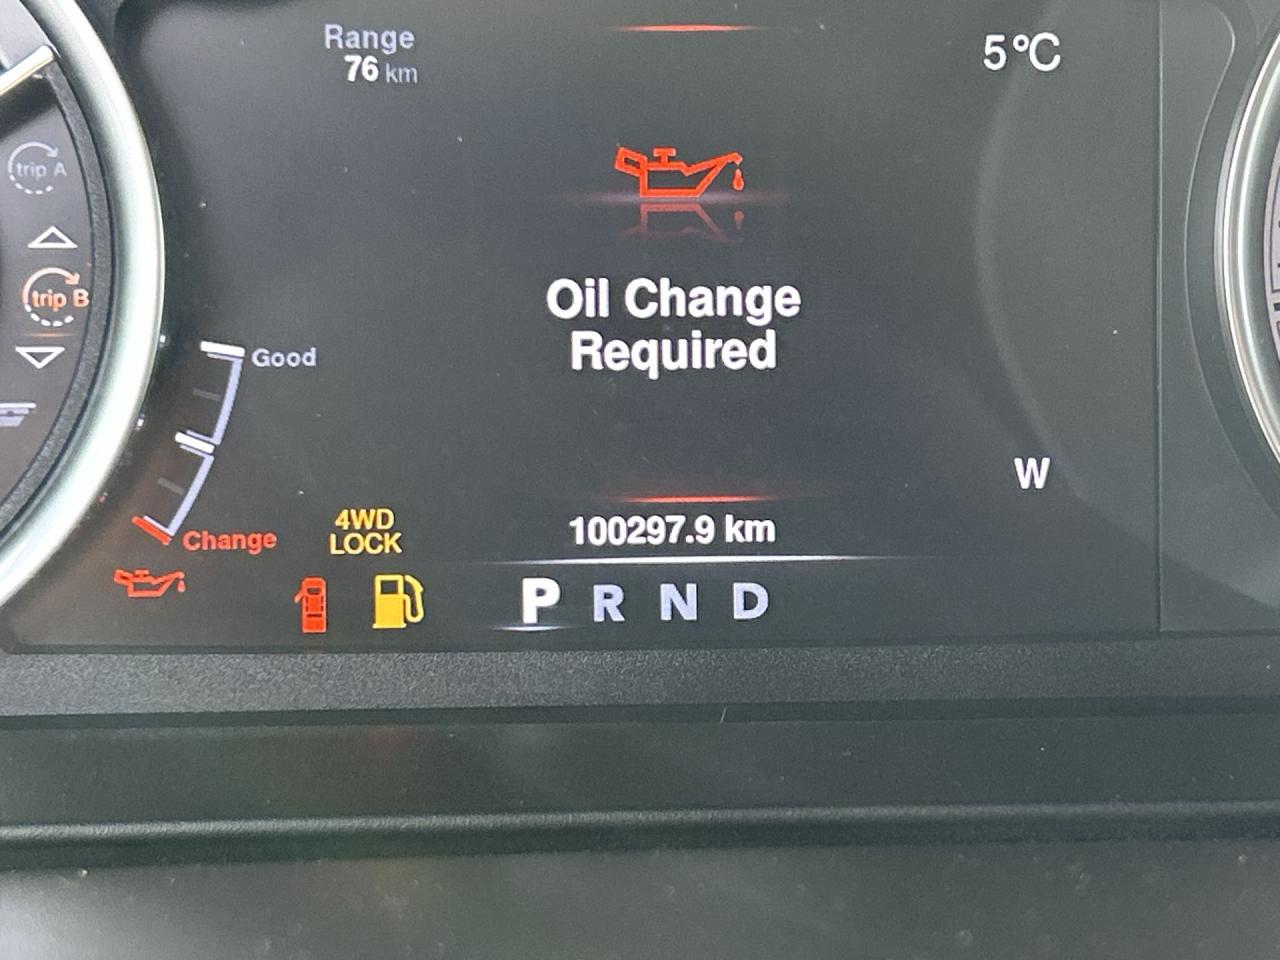 Range
76 km
5°C
trip A
trip B
Oil Change
Required
Good
Change
W
4WD
LOCK
100297.9 km
P R N D